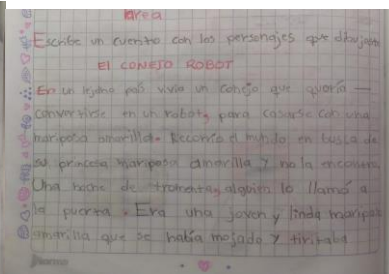 tarea
Escribe un cuento con los personajes que dibujaste
El CONEJO ROBOT
En un lejano país vivía un conejo que quería
convertirse en un robot, para casarse con una
mariposa amarilla. Recorrió el mundo en busca de
su princesa mariposa amarilla y no la encontró.
Una noche de tromenta, alguien lo llamó a
la puerta. Era una joven y linda maripos
amarilla que se había mojado y tiritaba